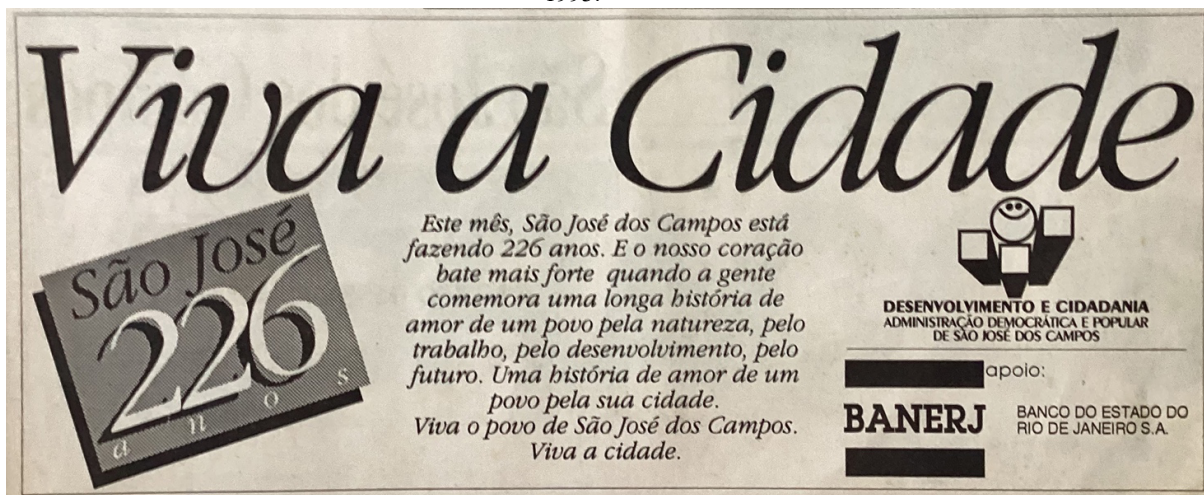 1993.
Viva a Cidade
São José
226
anos
Este mês, São José dos Campos está
fazendo 226 anos. E o nosso coração
bate mais forte quando a gente
comemora uma longa história de
amor de um povo pela natureza, pelo
trabalho, pelo desenvolvimento, pelo
futuro. Uma história de amor de um
povo pela sua cidade.
Viva o povo de São José dos Campos.
Viva a cidade.
DESENVOLVIMENTO E CIDADANIA
ADMINISTRAÇÃO DEMOCRÁTICA E POPULAR
DE SÃO JOSÉ DOS CAMPOS
apoio:
BANERJ
BANCO DO ESTADO DO
RIO DE JANEIRO S.A.